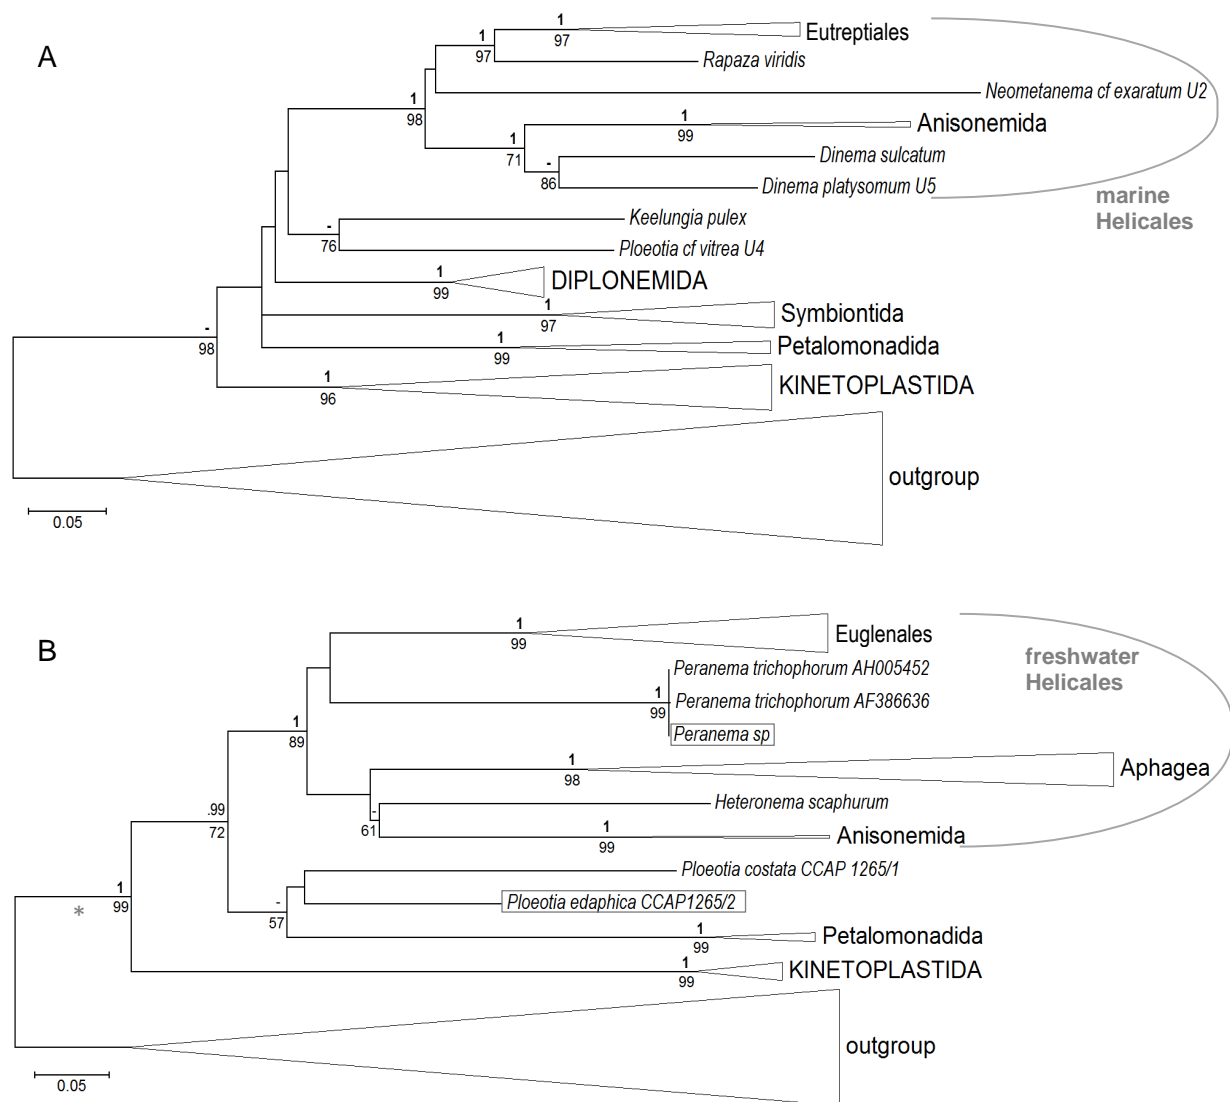 A
1
97
Eutreptiales
1
97
Rapaza viridis
Neometanema cf exaratum U2
1
98
1
99
Anisonemida
1
71
Dinema sulcatum
-
86
Dinema platysomum U5
marine
Helicales
Keelungia pulex
-
76
Ploeotia cf vitrea U4
1
99
DIPLONEMIDA
1
97
Symbiontida
-
98
1
99
Petalomonadida
1
96
KINETOPLASTIDA
outgroup
0.05
B
1
99
Euglenales
freshwater
Helicales
Peranema trichophorum AH005452
1
99
Peranema trichophorum AF386636
Peranema sp
1
89
1
98
Aphagea
Heteronema scaphurum
-
61
1
99
Anisonemida
.99
72
Ploeotia costata CCAP 1265/1
1
99
*
-
57
Ploeotia edaphica CCAP1265/2
1
99
Petalomonadida
1
99
KINETOPLASTIDA
outgroup
0.05